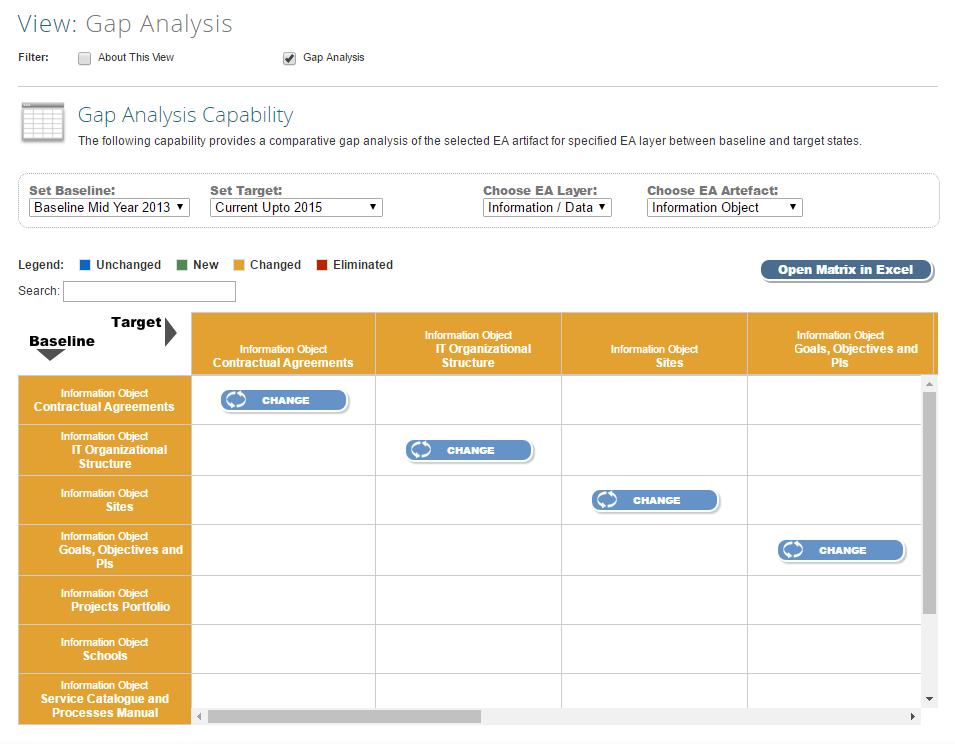 View: Gap Analysis
Filter: About This View Gap Analysis
Gap Analysis Capability
The following capability provides a comparative gap analysis of the selected EA artifact for specified EA layer between baseline and target states.
Set Baseline: Set Target: Choose EA Layer: Choose EA Artefact:
Baseline Mid Year 2013 Current Upto 2015 Information / Data Information Object
Legend: Unchanged New Changed Eliminated
Open Matrix in Excel
Search:
Target
Baseline
Information Object
Contractual Agreements
Information Object
IT Organizational
Structure
Information Object
Sites
Information Object
Goals, Objectives and
PIs
Information Object
Contractual Agreements
CHANGE
Information Object
IT Organizational
Structure
CHANGE
Information Object
Sites
CHANGE
Information Object
Goals, Objectives and
PIs
CHANGE
Information Object
Projects Portfolio
Information Object
Schools
Information Object
Service Catalogue and
Processes Manual